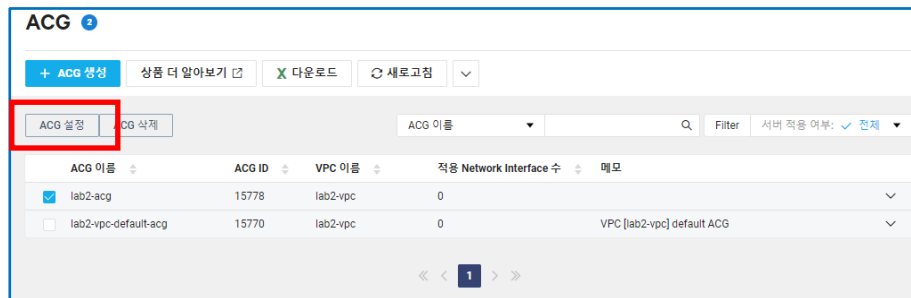 ACG 2
+ ACG 생성 상품 더 알아보기 X 다운로드 새로고침
ACG 설정 ACG 삭제 ACG 이름 Filter 서버 적용 여부: 전체
ACG 이름 ACG ID VPC 이름 적용 Network Interface 수 메모
lab2-acg 15778 lab2-vpc 0
lab2-vpc-default-acg 15770 lab2-vpc 0 VPC [lab2-vpc] default ACG
1